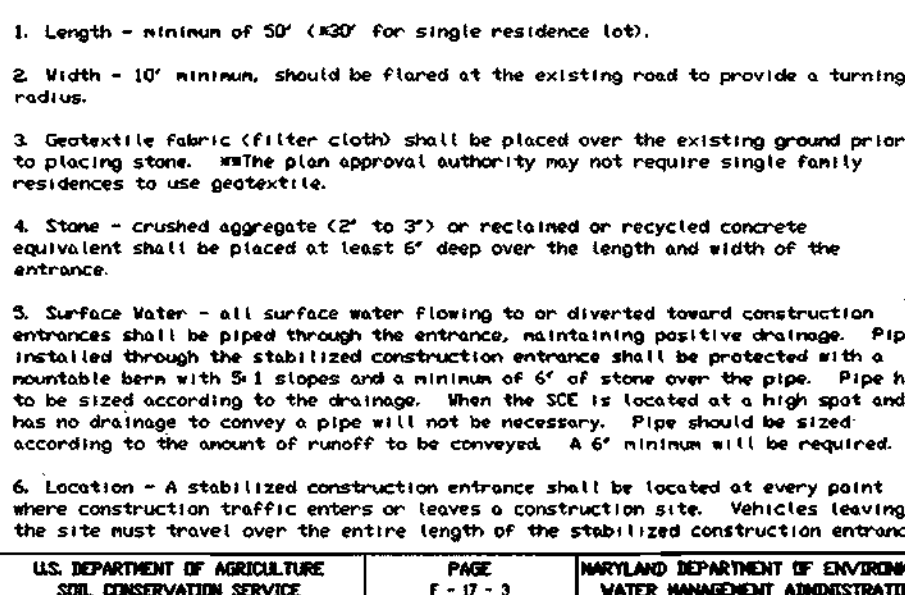 1. Length - minimum of 50' (*30' for single residence lot).
2. Width - 10' minimum, should be flared at the existing road to provide a turning
radius.
3. Geotextile fabric (filter cloth) shall be placed over the existing ground prior
to placing stone. **The plan approval authority may not require single family
residences to use geotextile.
4. Stone - crushed aggregate (2" to 3") or reclaimed or recycled concrete
equivalent shall be placed at least 6" deep over the length and width of the
entrance.
5. Surface Water - all surface water flowing to or diverted toward construction
entrances shall be piped through the entrance, maintaining positive drainage. Pip
installed through the stabilized construction entrance shall be protected with a
mountable berm with 5:1 slopes and a minimum of 6" of stone over the pipe. Pipe h
to be sized according to the drainage. When the SCE is located at a high spot and
has no drainage to convey a pipe will not be necessary. Pipe should be sized
according to the amount of runoff to be conveyed. A 6" minimum will be required.
6. Location - A stabilized construction entrance shall be located at every point
where construction traffic enters or leaves a construction site. Vehicles leaving
the site must travel over the entire length of the stabilized construction entranc
U.S. DEPARTMENT OF AGRICULTURE
SOIL CONSERVATION SERVICE
PAGE
F - 17 - 3
MARYLAND DEPARTMENT OF ENVIRONM
WATER MANAGEMENT ADMINISTRATIO